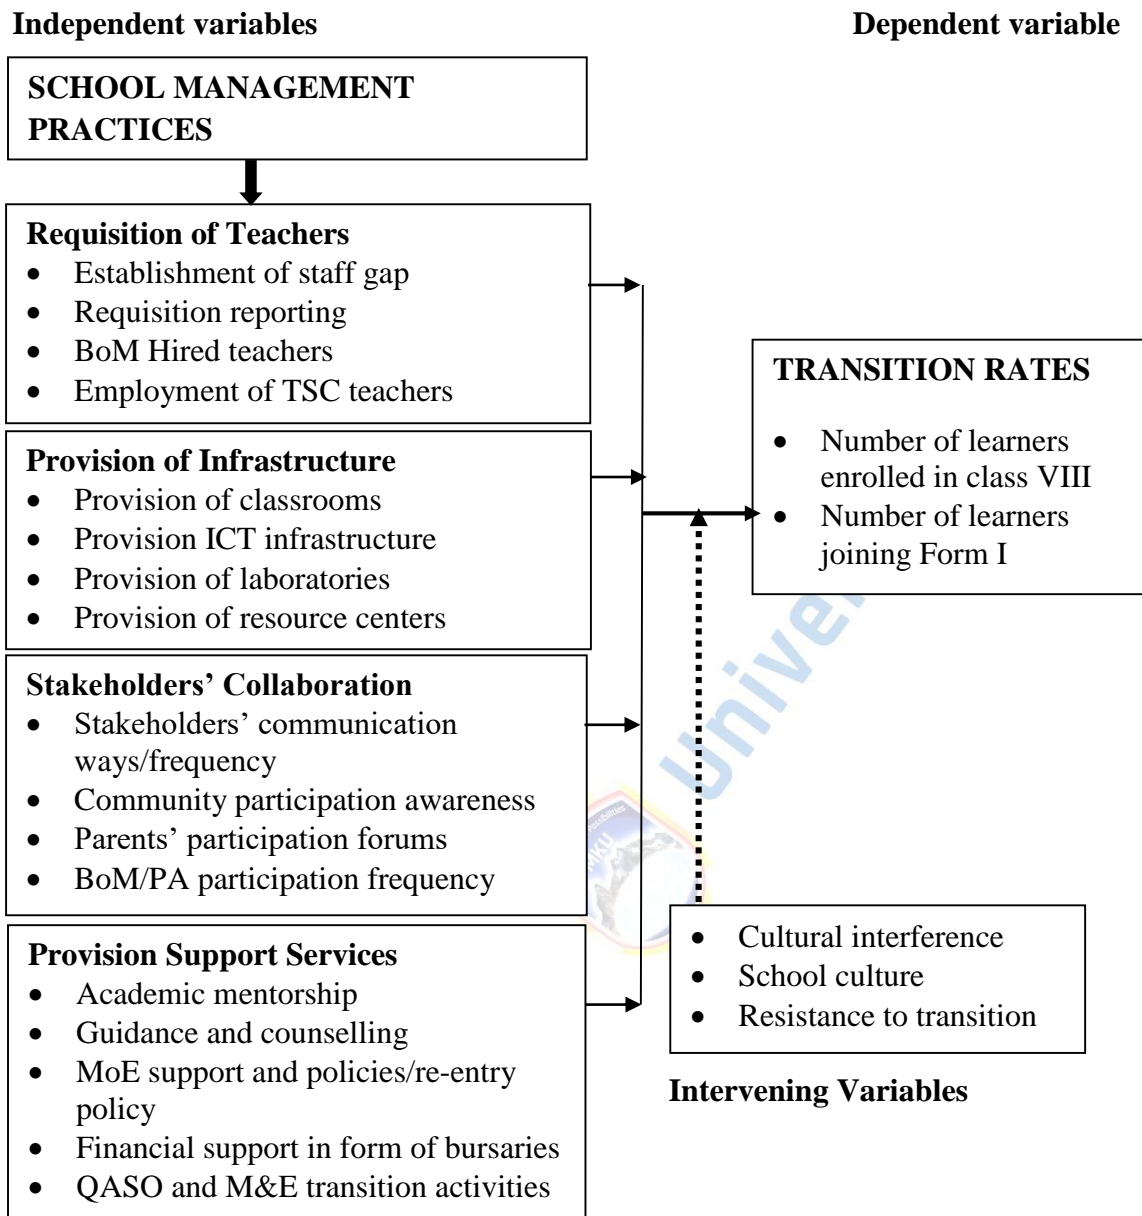 Independent variables
Dependent variable
SCHOOL MANAGEMENT
PRACTICES
Requisition of Teachers
• Establishment of staff gap
• Requisition reporting
• BoM Hired teachers
• Employment of TSC teachers
Provision of Infrastructure
• Provision of classrooms
• Provision ICT infrastructure
• Provision of laboratories
• Provision of resource centers
Stakeholders’ Collaboration
• Stakeholders’ communication
ways/frequency
• Community participation awareness
• Parents’ participation forums
• BoM/PA participation frequency
Provision Support Services
• Academic mentorship
• Guidance and counselling
• MoE support and policies/re-entry
policy
• Financial support in form of bursaries
• QASO and M&E transition activities
TRANSITION RATES
• Number of learners
enrolled in class VIII
• Number of learners
joining Form I
• Cultural interference
• School culture
• Resistance to transition
Intervening Variables
MKU